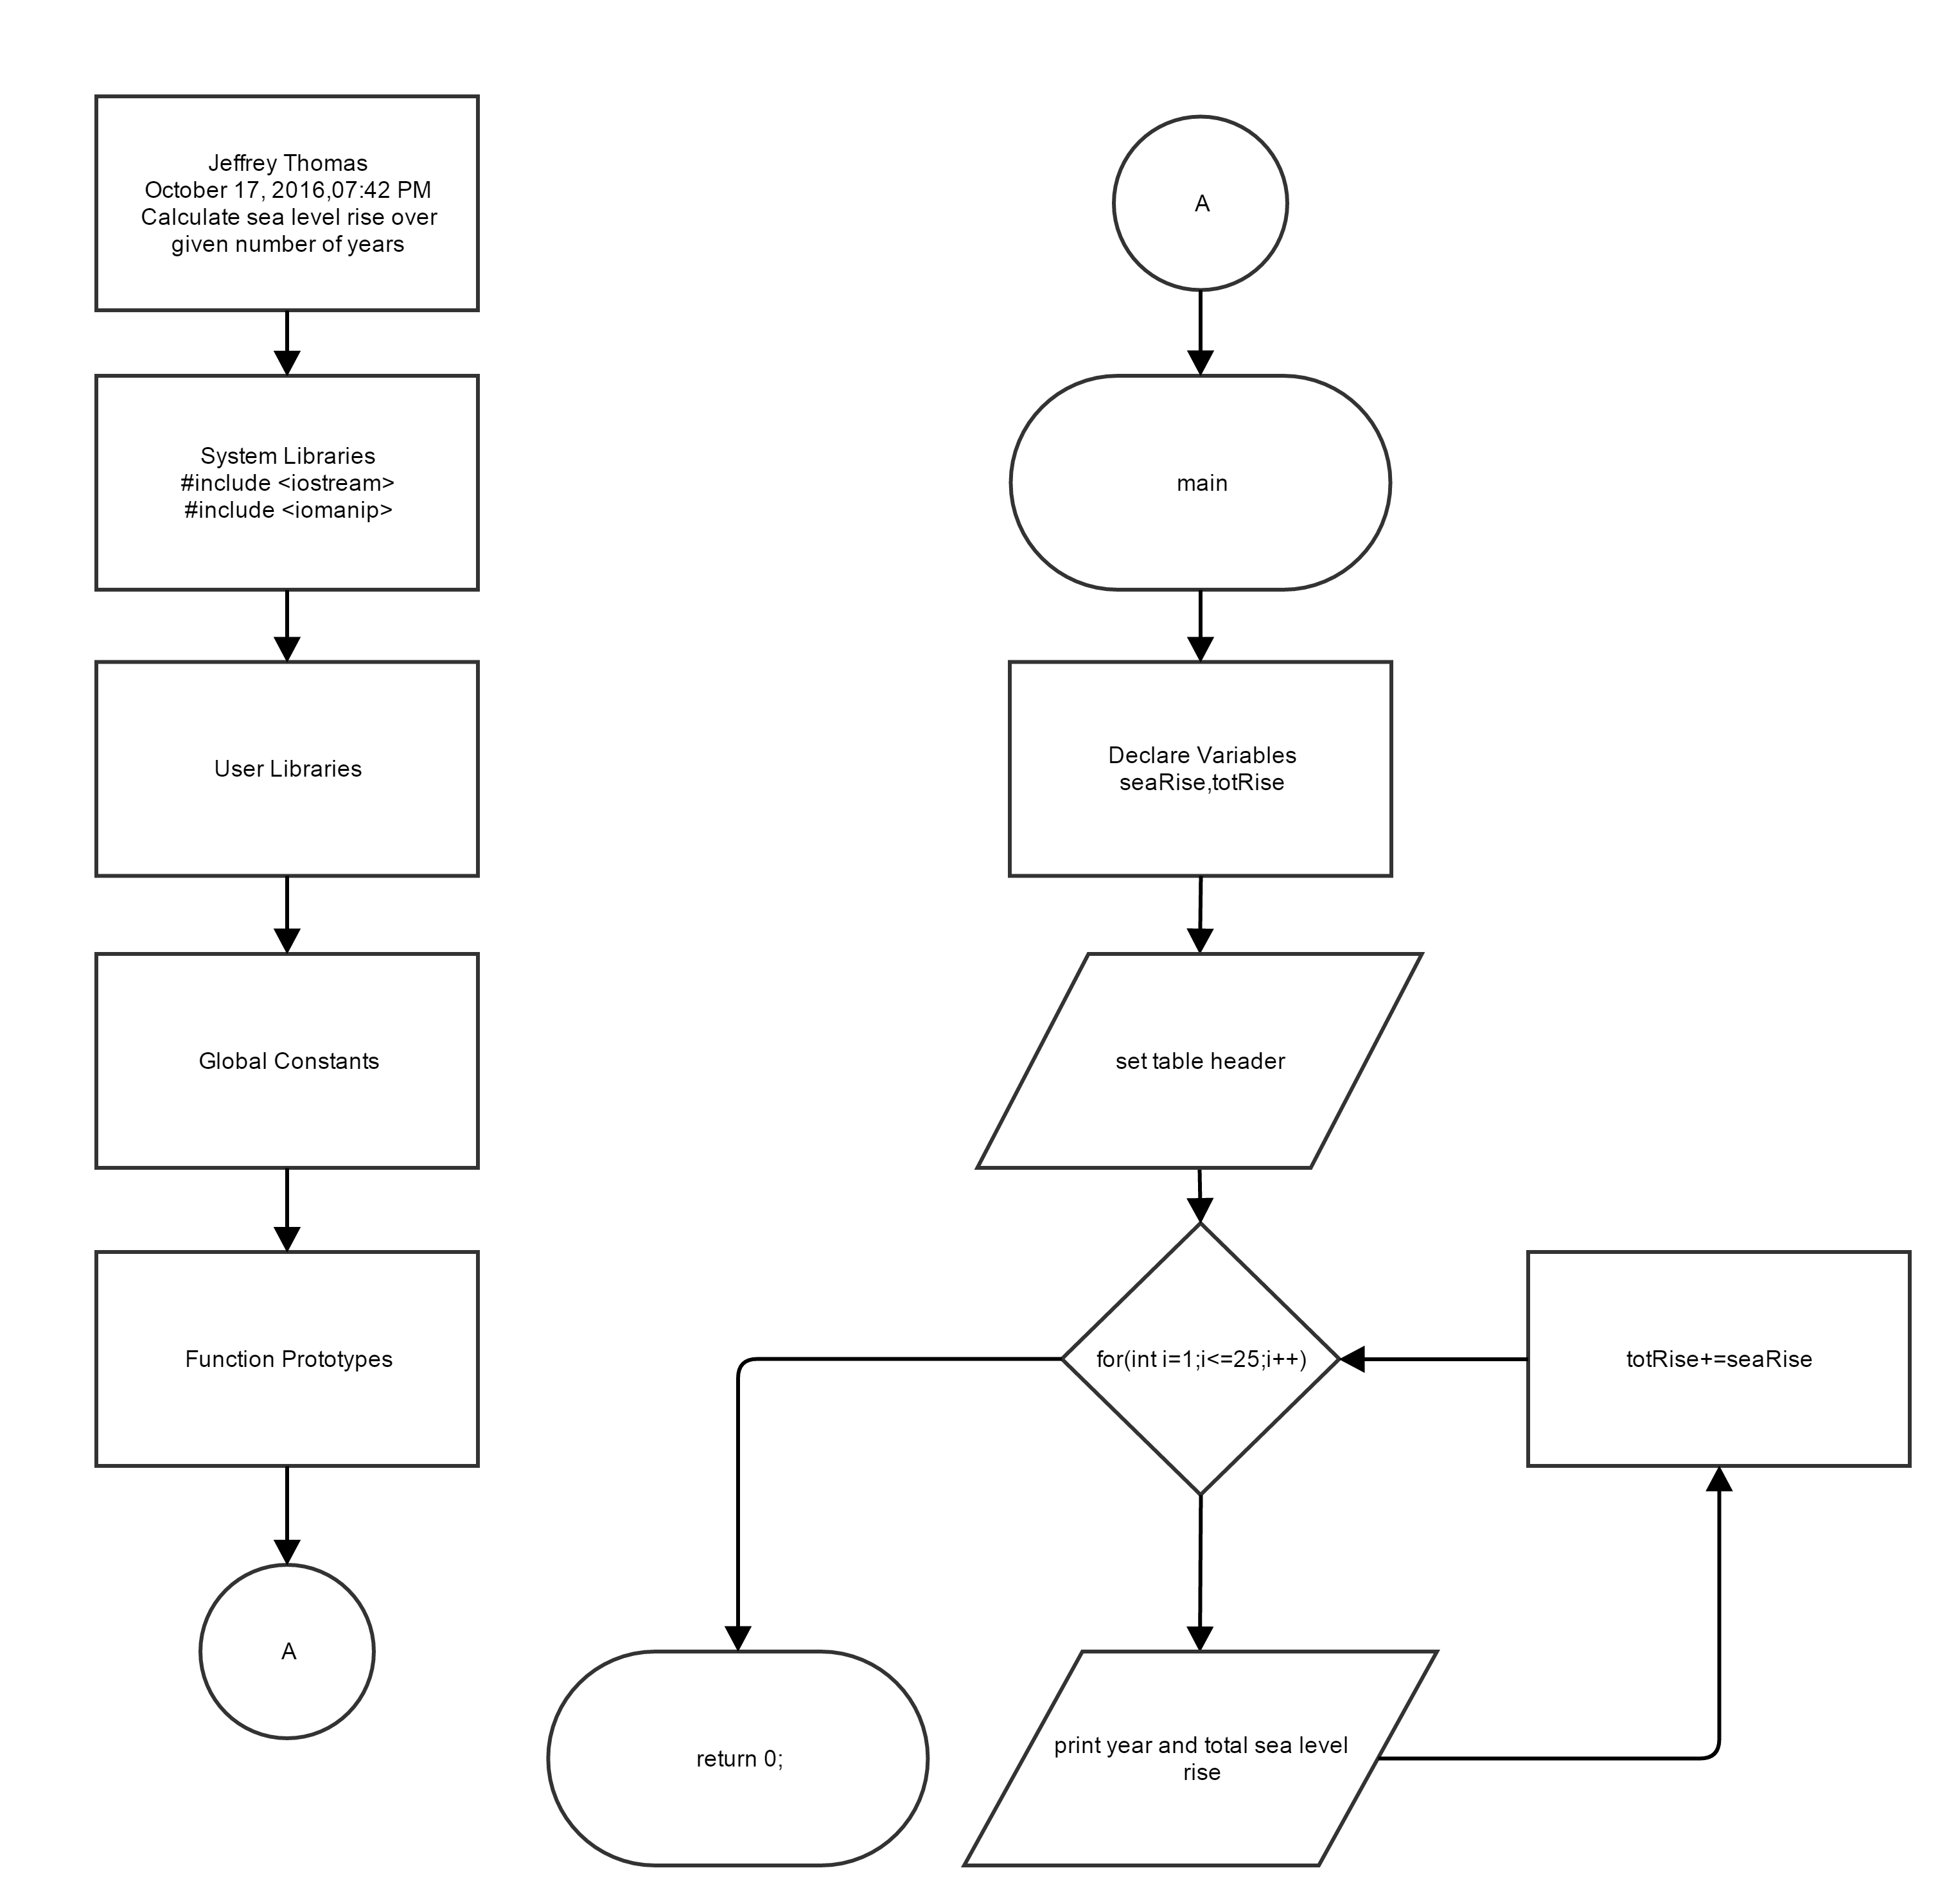 Jeffrey Thomas
October 17, 2016,07:42 PM
Calculate sea level rise over
given number of years
System Libraries
#include <iostream>
#include <iomanip>
User Libraries
Global Constants
Function Prototypes
A
A
main
Declare Variables
seaRise,totRise
set table header
for(int i=1;i<=25;i++)
totRise+=seaRise
return 0;
print year and total sea level
rise